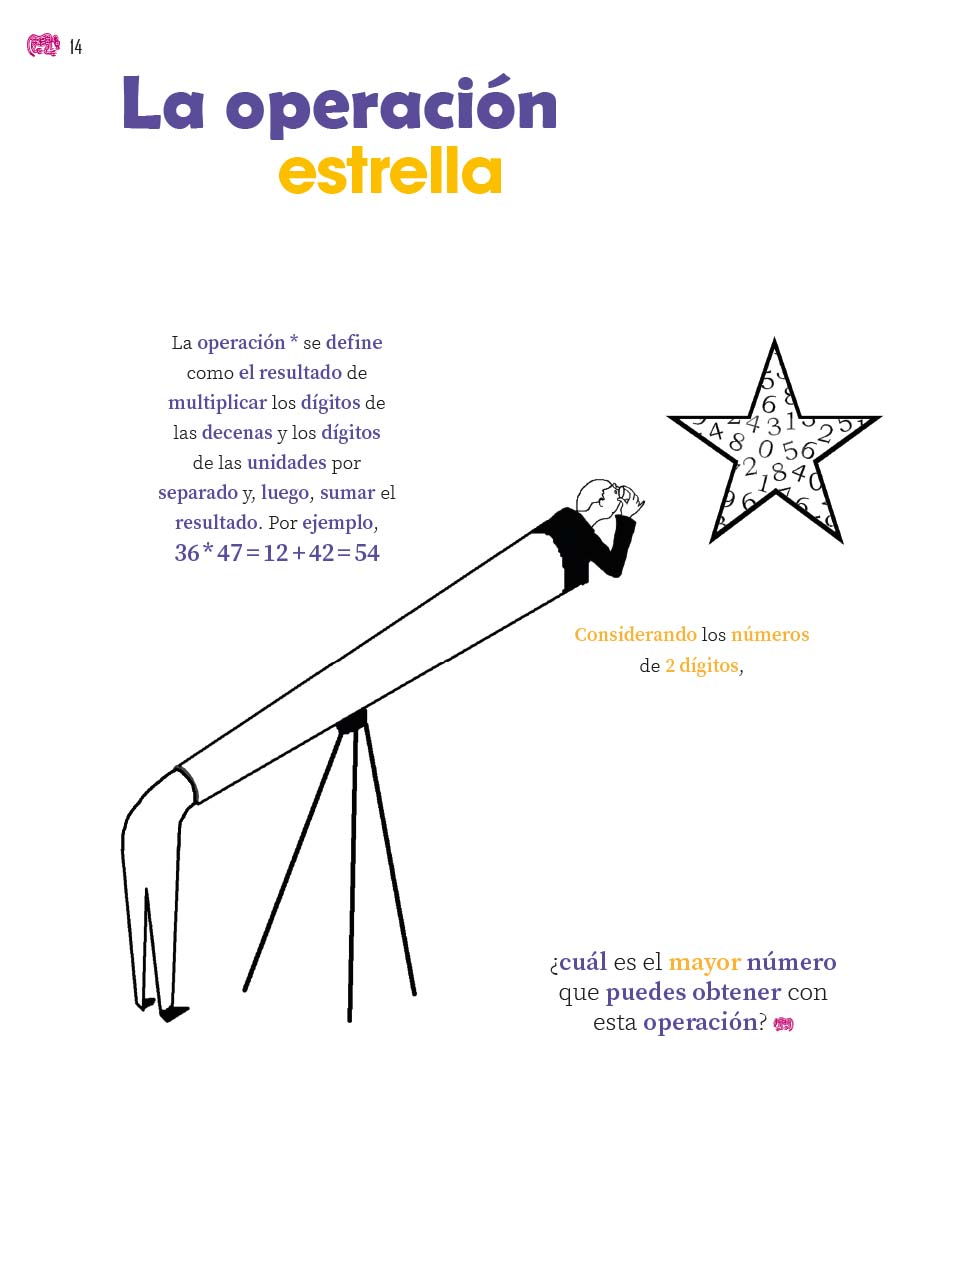 14
La operación
estrella
La operación * se define
como el resultado de
multiplicar los dígitos de
las decenas y los dígitos
de las unidades por
separado y, luego, sumar el
resultado. Por ejemplo,
36 * 47 = 12 + 42 = 54
Considerando los números
de 2 dígitos,
¿cuál es el mayor número
que puedes obtener con
esta operación?